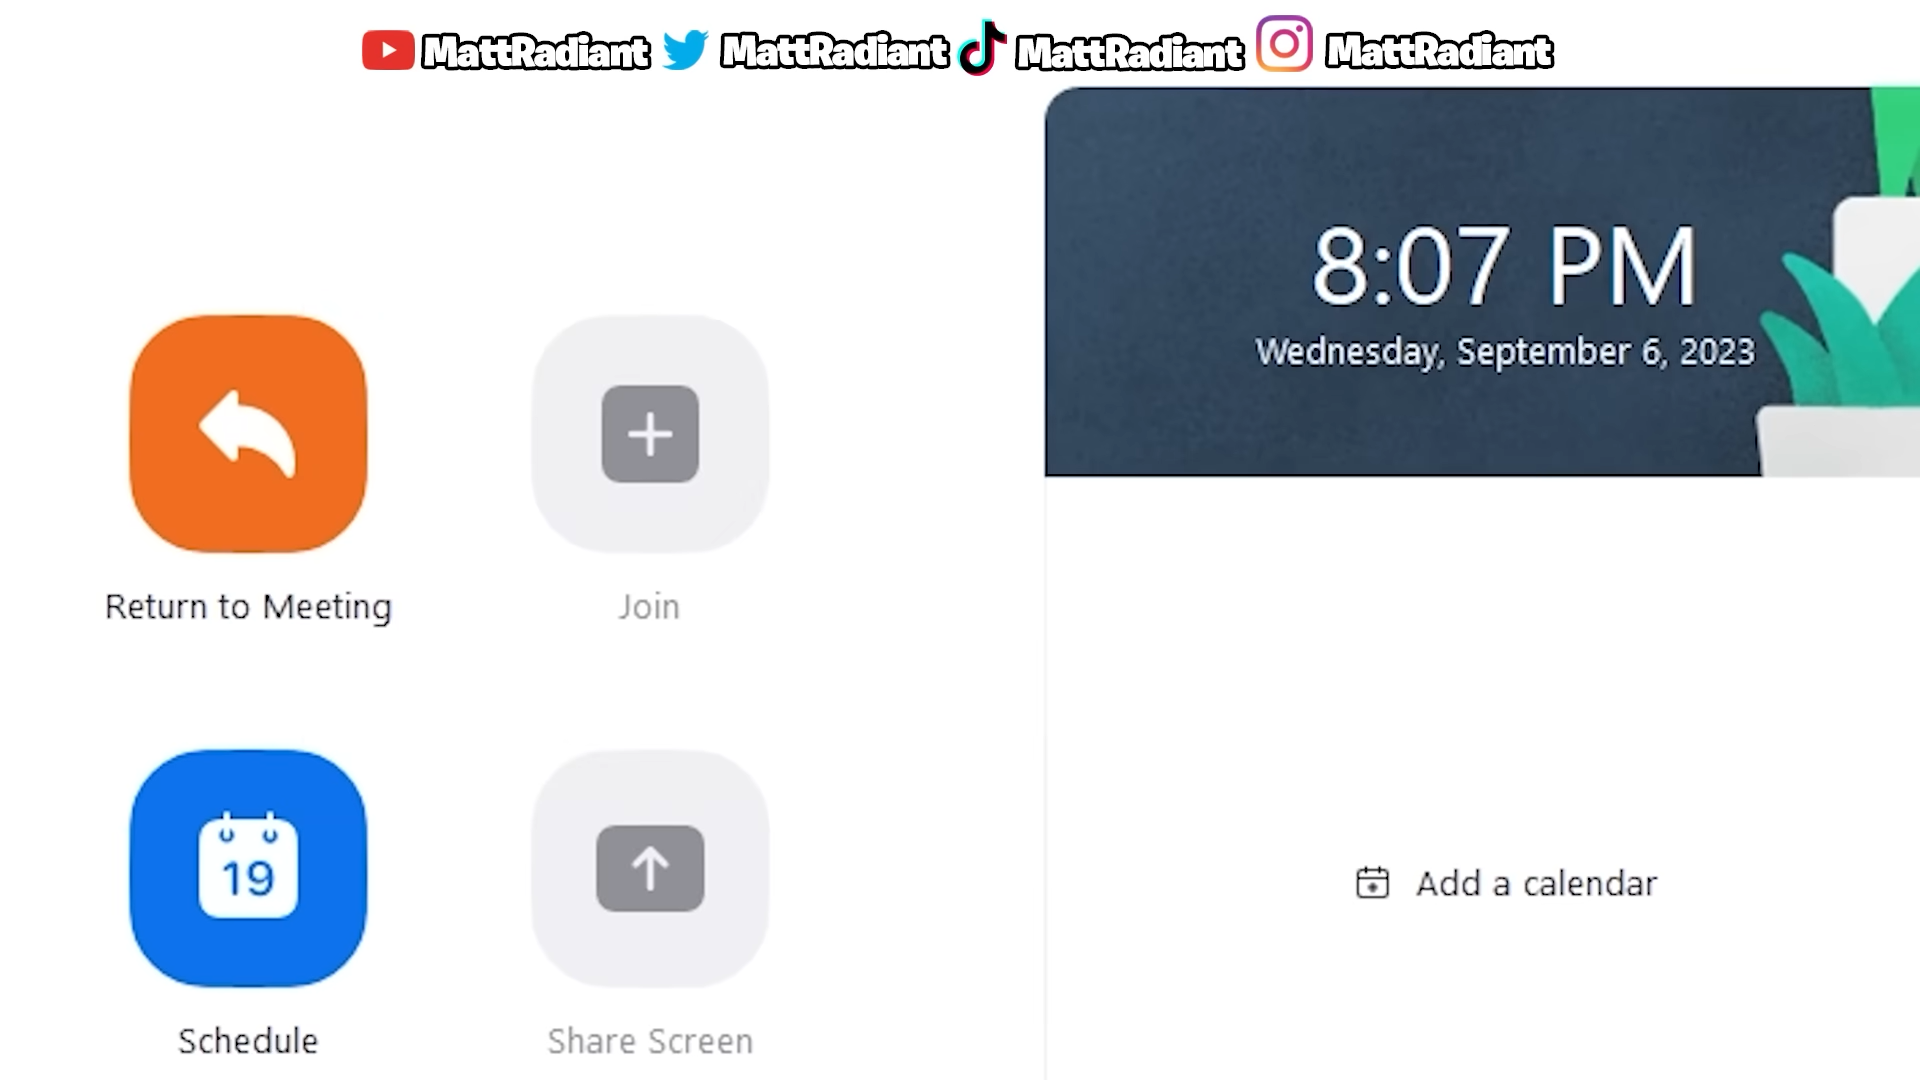 MattRadiant MattRadiant MattRadiant MattRadiant
8:07 PM
Wednesday, September 6, 2023
Return to Meeting
Join
19
Schedule
Share Screen
Add a calendar